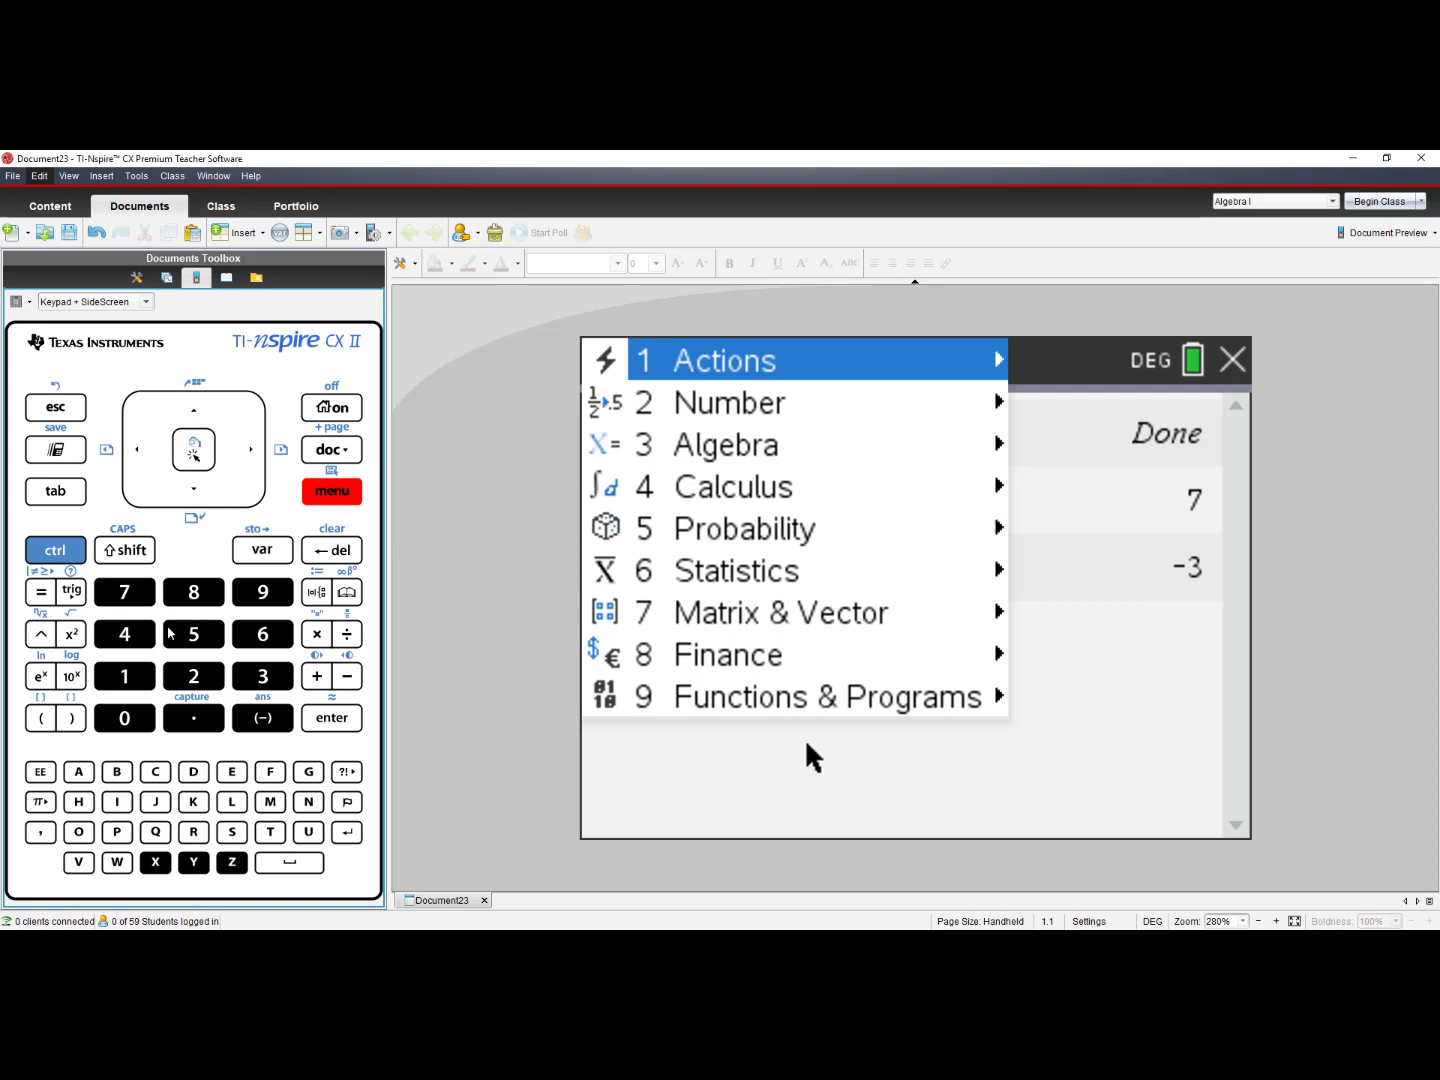 Document23 - TI-Nspire™ CX Premium Teacher Software
File Edit View Insert Tools Class Window Help
Content Documents Class Portfolio
Algebra I Begin Class
Insert Start Poll Document Preview
Documents Toolbox
0 B I U ABC
Keypad + SideScreen
TEXAS INSTRUMENTS TI-nspire CX II
off
esc on
save + page
doc
tab menu
CAPS sto→ clear
ctrl shift var ← del
= trig 7 8 9
^ x² 4 5 6 × ÷
ln log
eˣ 10ˣ 1 2 3 + −
[] {} capture ans ≈
( ) 0 . (−) enter
EE A B C D E F G ?!▸
π▸ H I J K L M N
, O P Q R S T U
V W X Y Z
1 Actions
2 Number
3 Algebra
4 Calculus
5 Probability
6 Statistics
7 Matrix & Vector
8 Finance
9 Functions & Programs
DEG
Done
7
-3
Document23
0 clients connected 0 of 59 Students logged in Page Size: Handheld 1.1 Settings DEG Zoom: 280% − + Boldness: 100% − +